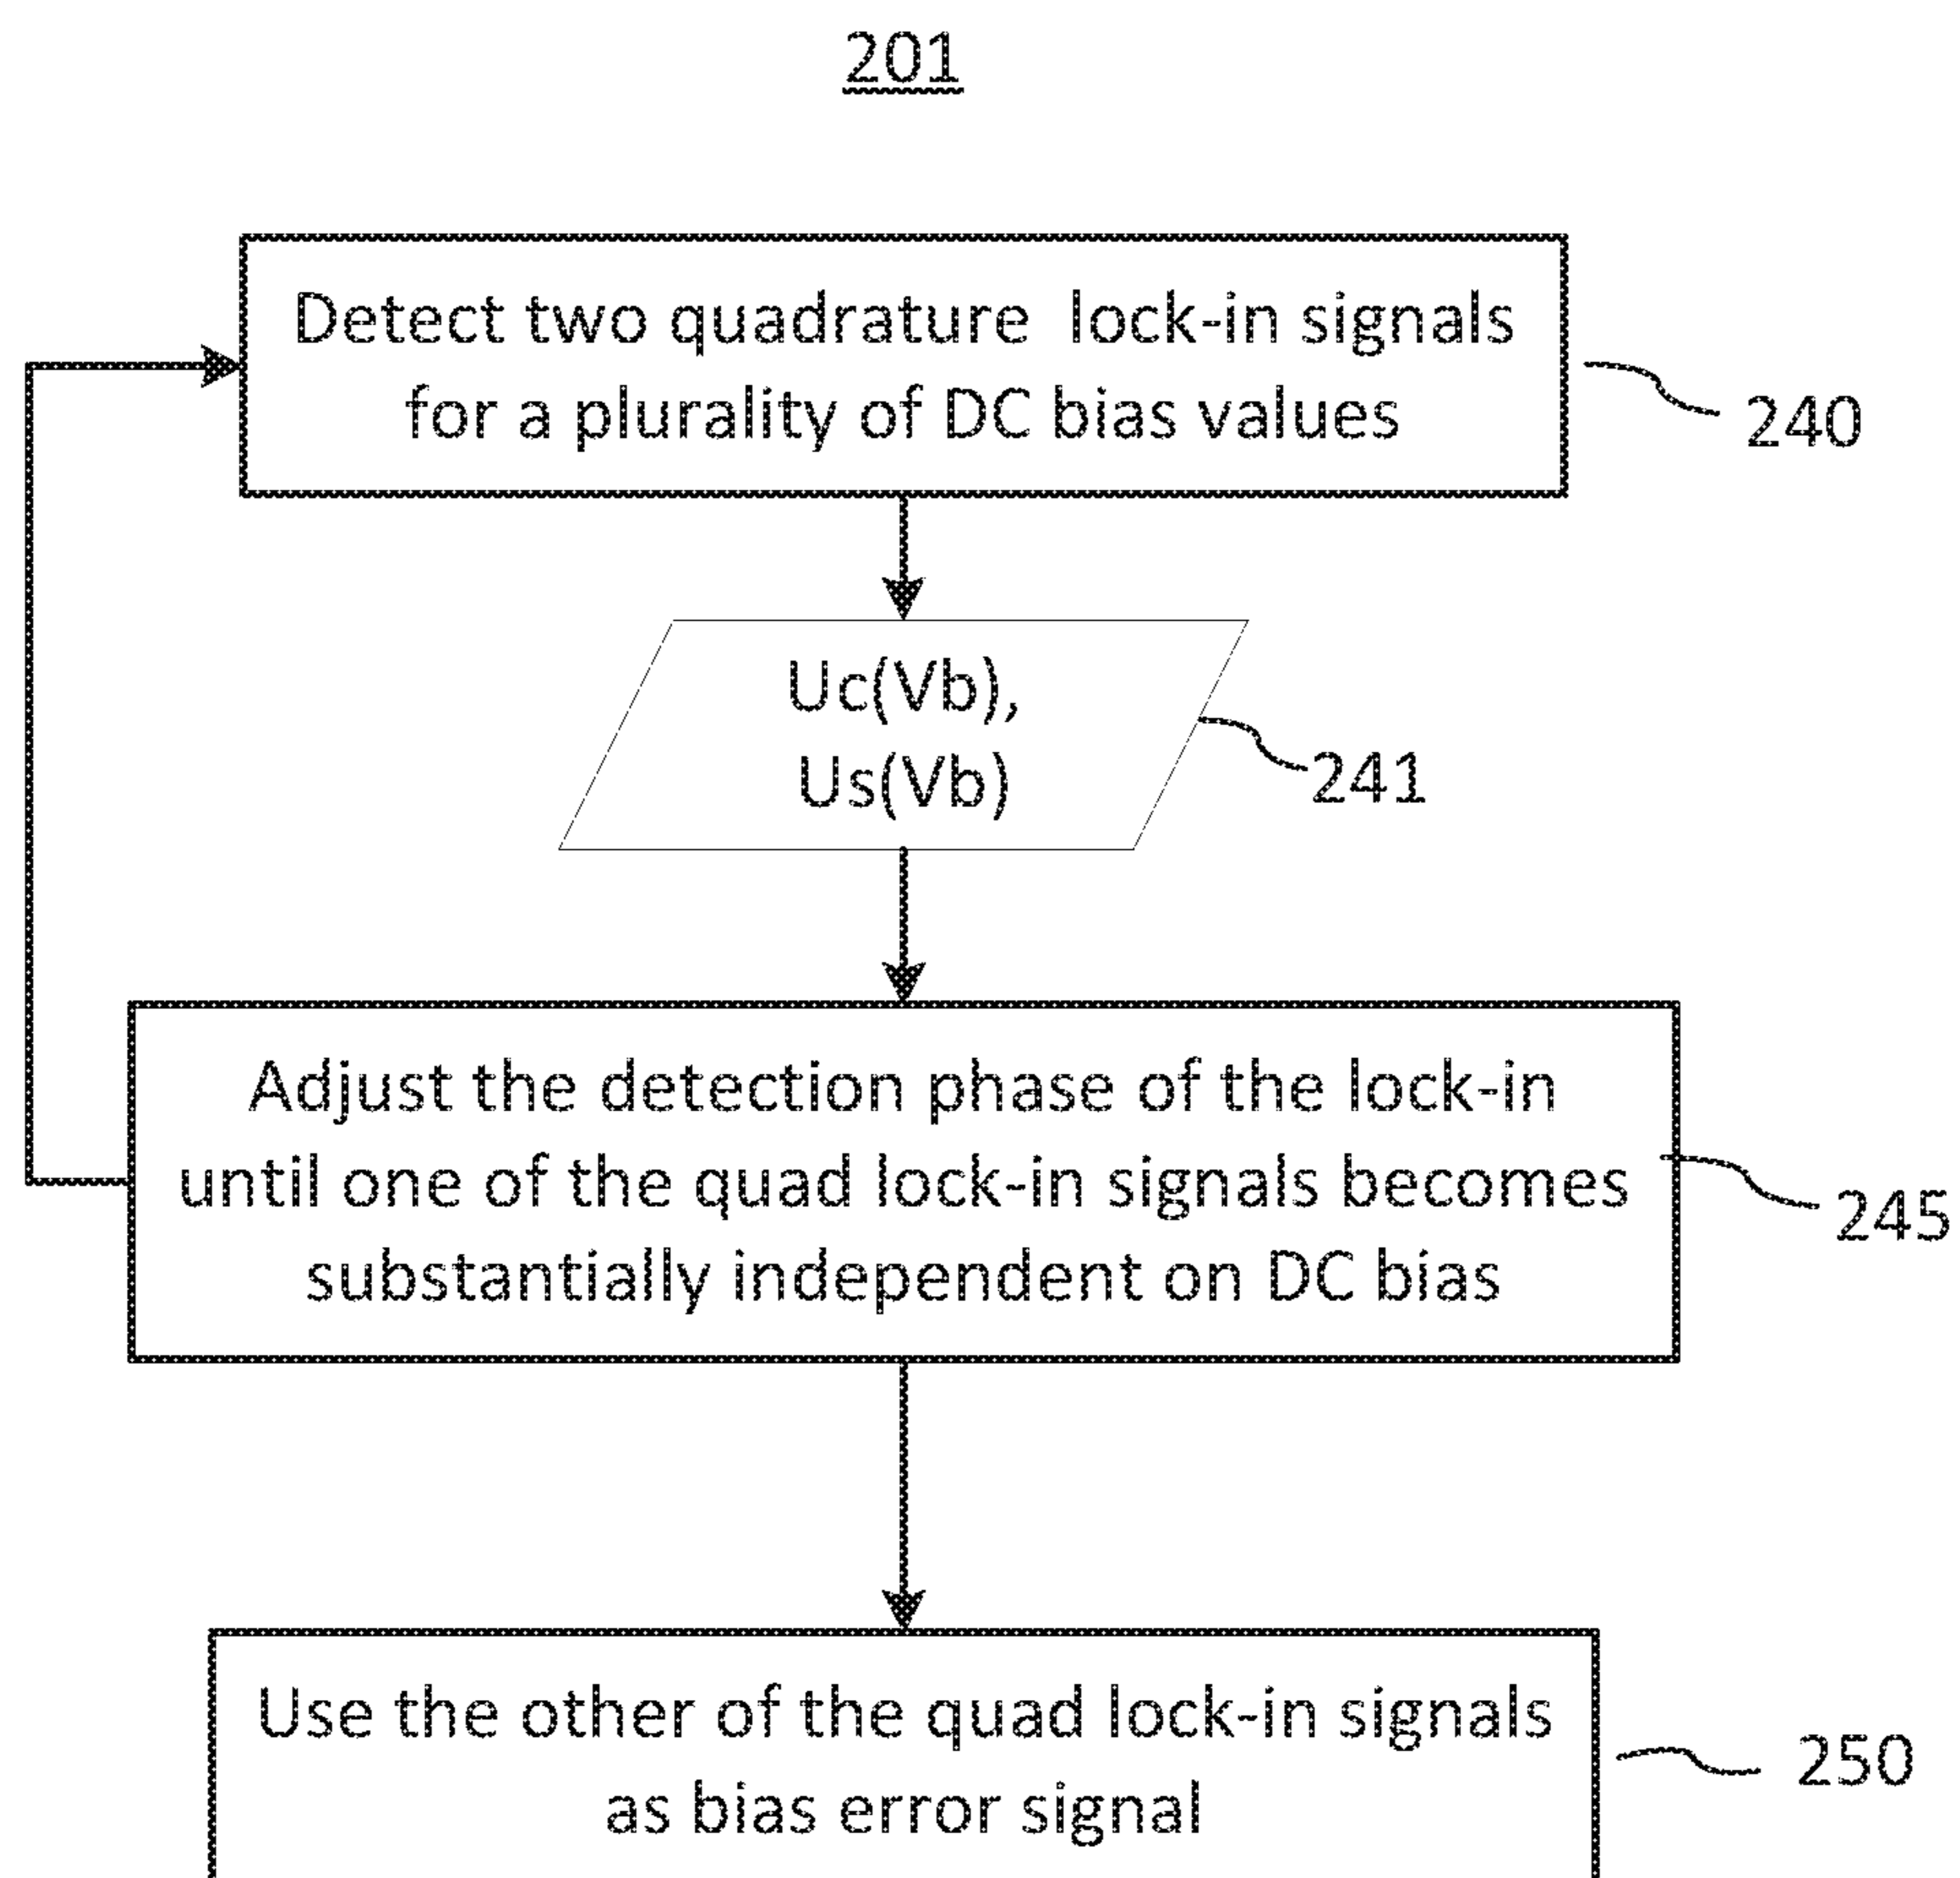 201
Detect two quadrature lock-in signals
for a plurality of DC bias values
240
Uc(Vb),
Us(Vb)
241
Adjust the detection phase of the lock-in
until one of the quad lock-in signals becomes
substantially independent on DC bias
245
Use the other of the quad lock-in signals
as bias error signal
250